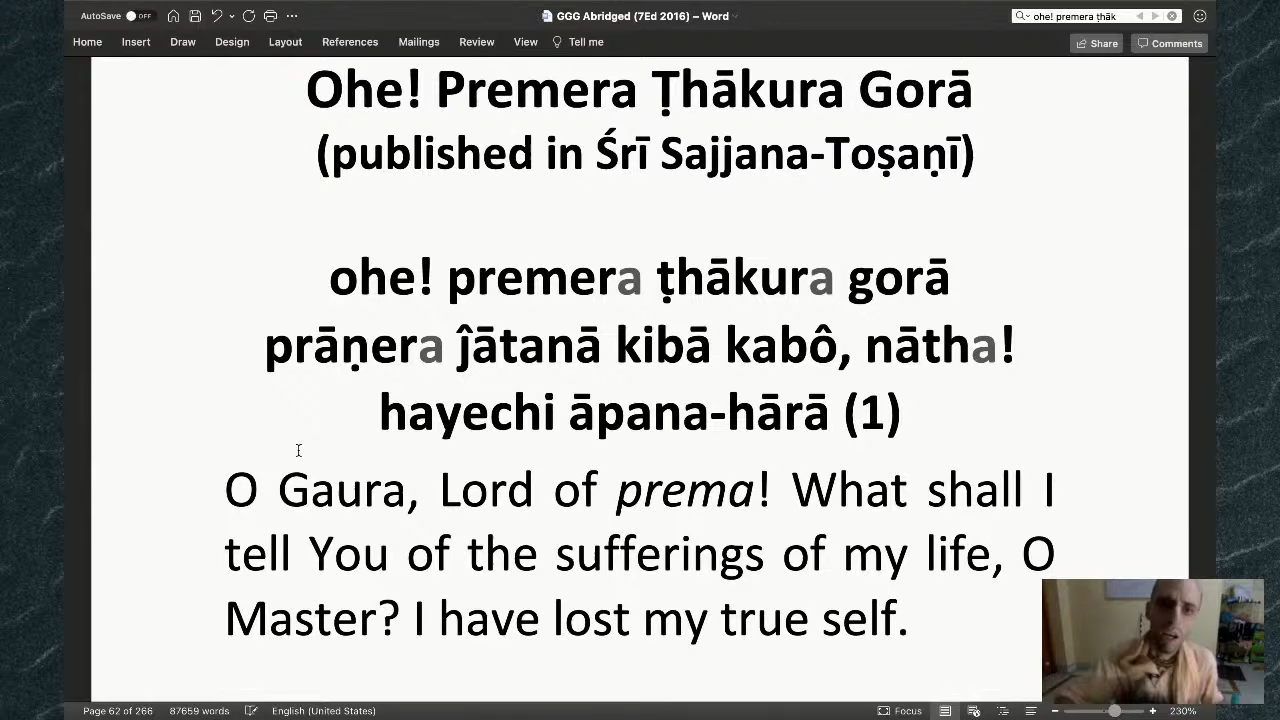 AutoSave OFF
GGG Abridged (7Ed 2016) – Word
ohe! premera ṭhāk
Home Insert Draw Design Layout References Mailings Review View Tell me
Share Comments
Ohe! Premera Ṭhākura Gorā
(published in Śrī Sajjana-Toṣaṇī)
ohe! premera ṭhākura gorā
prāṇera ĵātanā kibā kabô, nātha!
hayechi āpana-hārā (1)
O Gaura, Lord of prema! What shall I
tell You of the sufferings of my life, O
Master? I have lost my true self.
Page 62 of 266 87659 words English (United States) Focus 230%